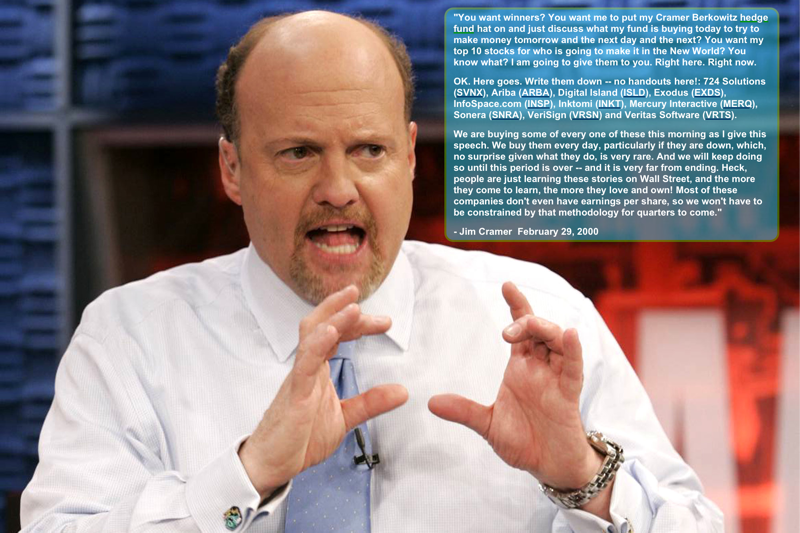 "You want winners? You want me to put my Cramer Berkowitz hedge
fund hat on and just discuss what my fund is buying today to try to
make money tomorrow and the next day and the next? You want my
top 10 stocks for who is going to make it in the New World? You
know what? I am going to give them to you. Right here. Right now.
OK. Here goes. Write them down -- no handouts here!: 724 Solutions
(SVNX), Ariba (ARBA), Digital Island (ISLD), Exodus (EXDS),
InfoSpace.com (INSP), Inktomi (INKT), Mercury Interactive (MERQ),
Sonera (SNRA), VeriSign (VRSN) and Veritas Software (VRTS).
We are buying some of every one of these this morning as I give this
speech. We buy them every day, particularly if they are down, which,
no surprise given what they do, is very rare. And we will keep doing
so until this period is over -- and it is very far from ending. Heck,
people are just learning these stories on Wall Street, and the more
they come to learn, the more they love and own! Most of these
companies don't even have earnings per share, so we won't have to
be constrained by that methodology for quarters to come."
- Jim Cramer February 29, 2000